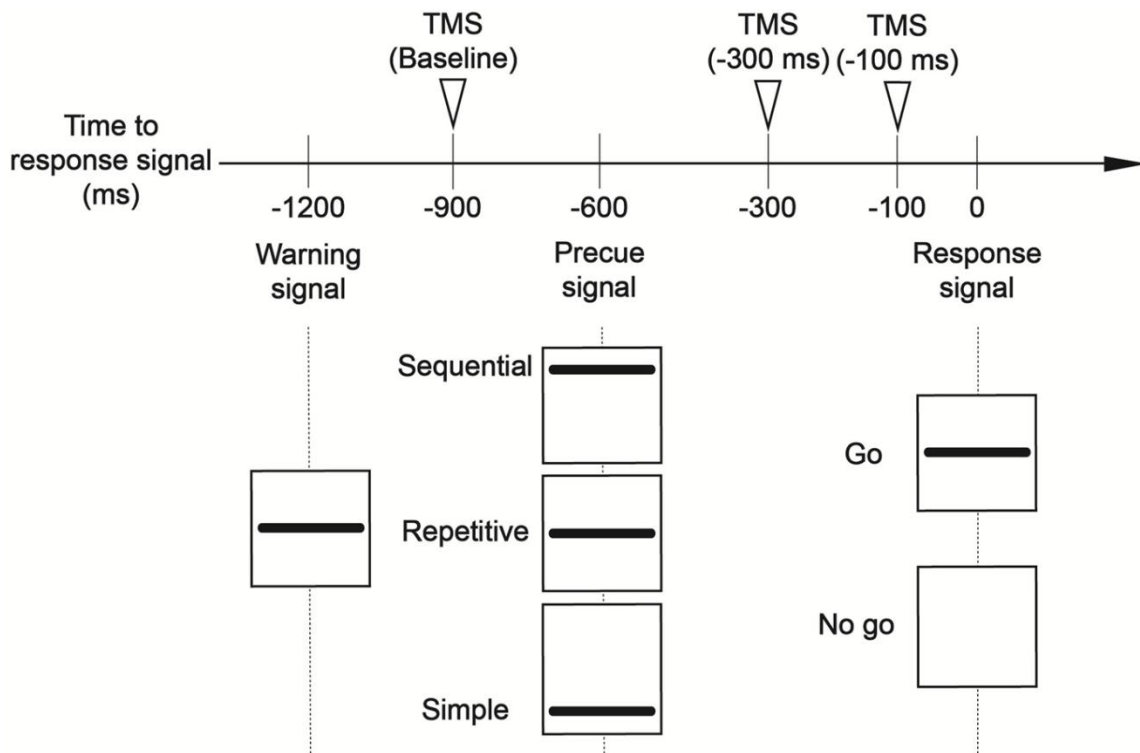 TMS
(Baseline)
TMS
(-300 ms)
TMS
(-100 ms)
Time to
response signal
(ms)
-1200
-900
-600
-300
-100
0
Warning
signal
Precue
signal
Response
signal
Sequential
Repetitive
Simple
Go
No go